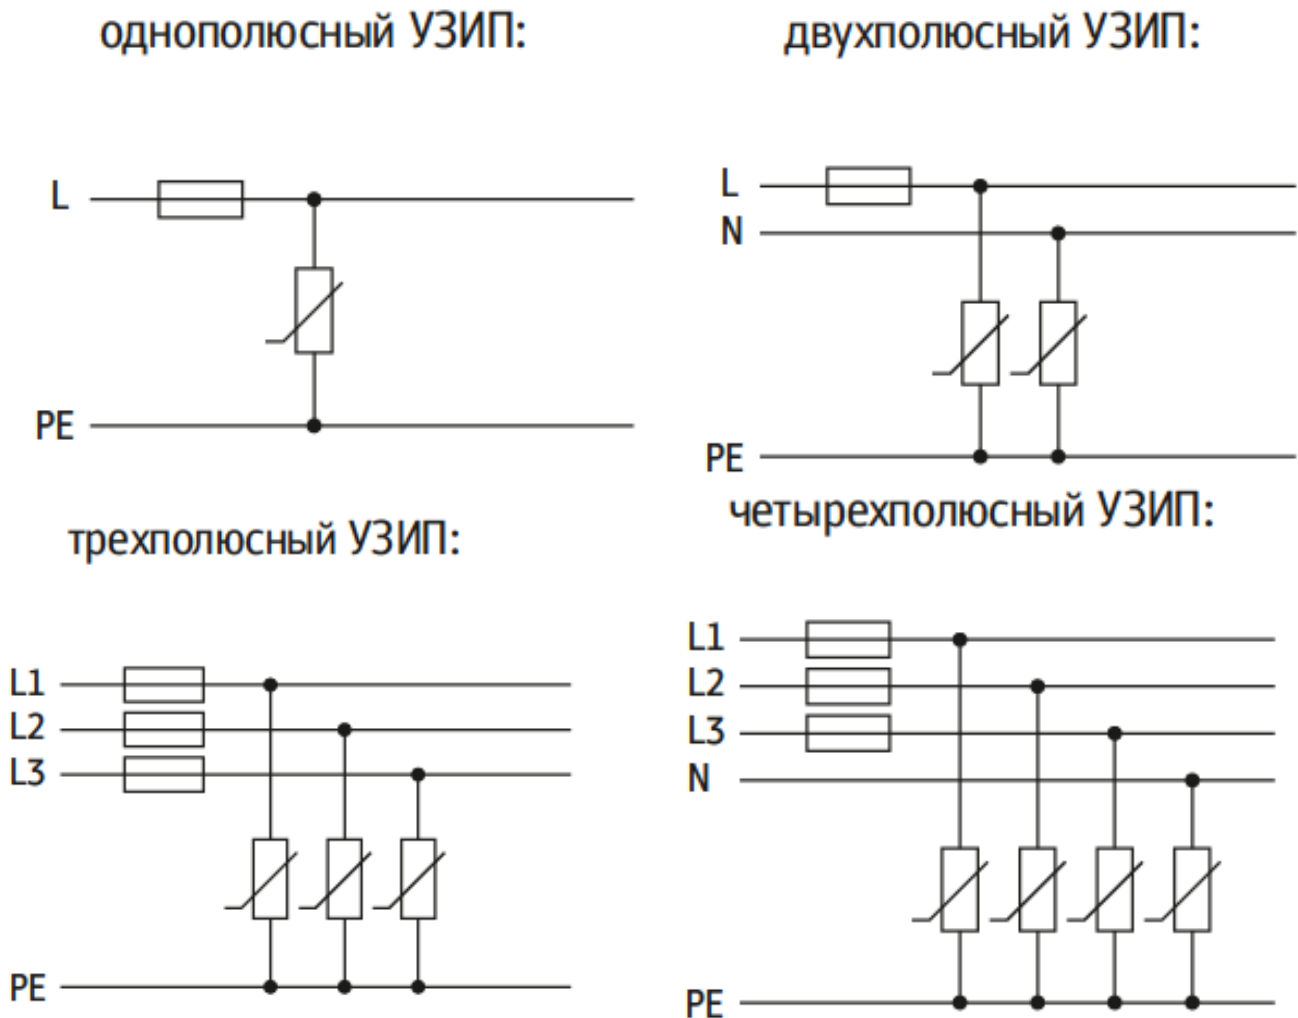 однополюсный УЗИП:
L
PE
двухполюсный УЗИП:
L
N
PE
трехполюсный УЗИП:
L1
L2
L3
PE
четырехполюсный УЗИП:
L1
L2
L3
N
PE